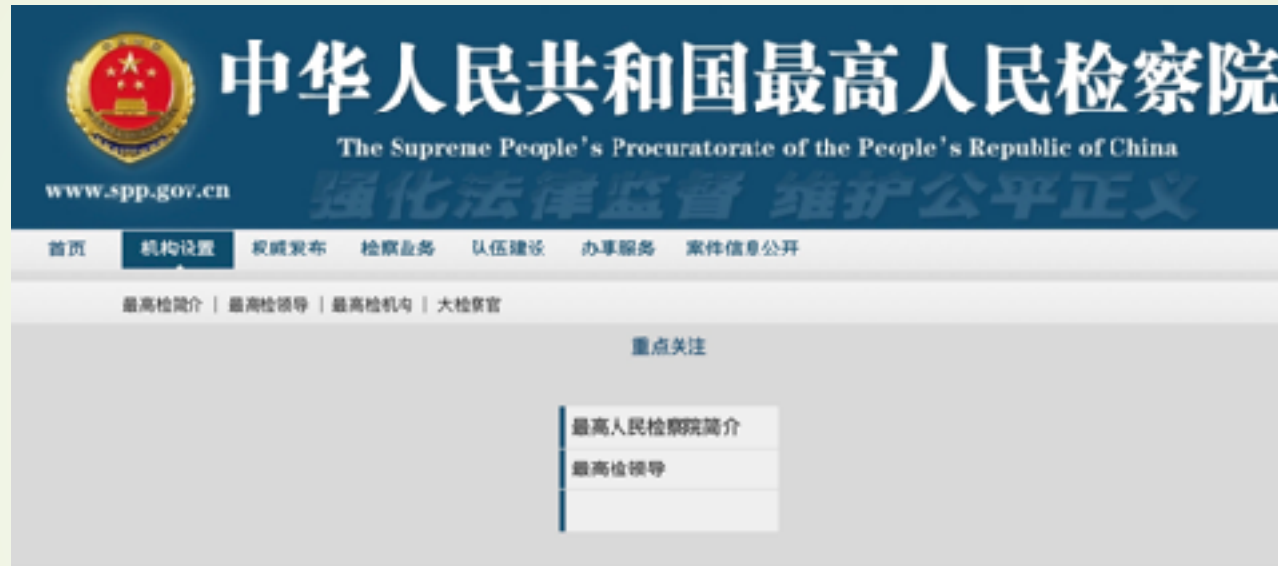 中华人民共和国最高人民检察院
The Supreme People's Procuratorate of the People's Republic of China
www.spp.gov.cn
强化法律监督 维护公平正义
首页 机构设置 权威发布 检察业务 队伍建设 办事服务 案件信息公开
最高检简介 | 最高检领导 | 最高检机构 | 大检察官
重点关注
最高人民检察院简介
最高检领导